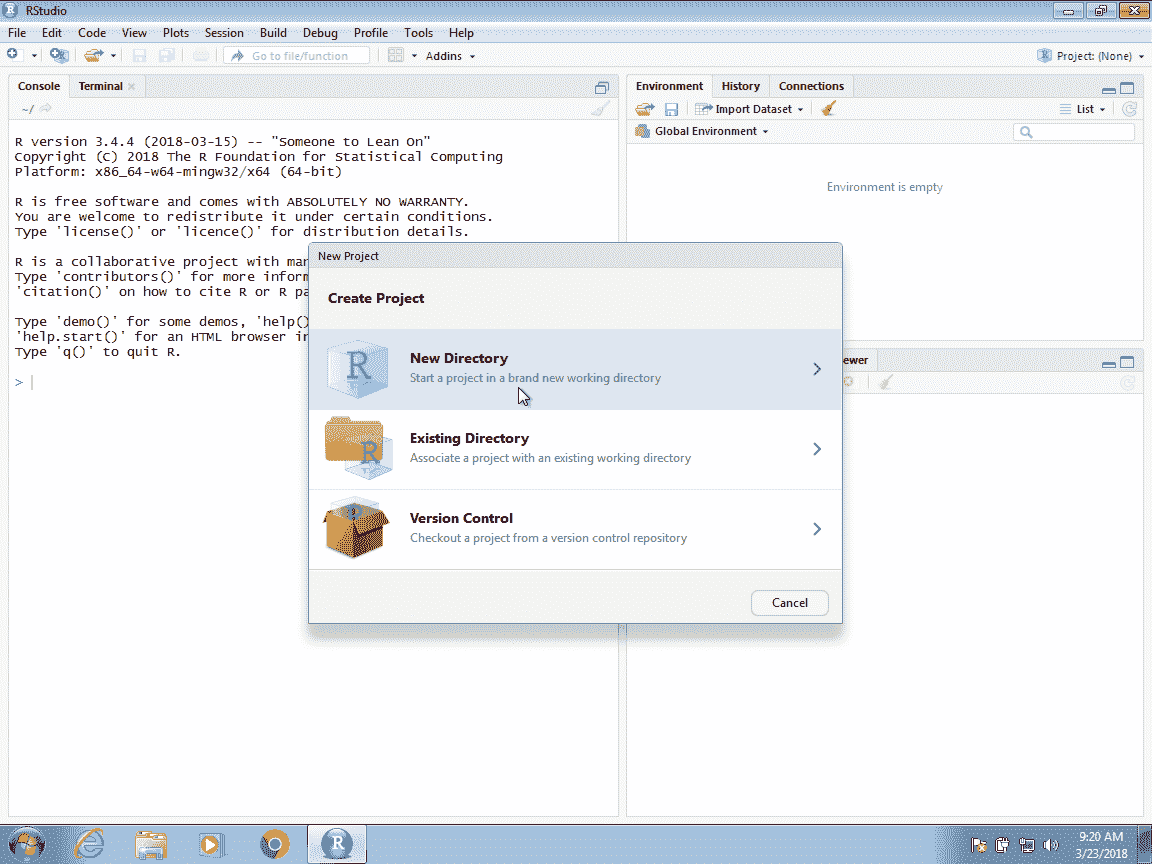 RStudio
File Edit Code View Plots Session Build Debug Profile Tools Help
Go to file/function Addins Project: (None)
Console Terminal
~/
R version 3.4.4 (2018-03-15) -- "Someone to Lean On"
Copyright (C) 2018 The R Foundation for Statistical Computing
Platform: x86_64-w64-mingw32/x64 (64-bit)
R is free software and comes with ABSOLUTELY NO WARRANTY.
You are welcome to redistribute it under certain conditions.
Type 'license()' or 'licence()' for distribution details.
R is a collaborative project with mar
Type 'contributors()' for more inform
'citation()' on how to cite R or R pa
Type 'demo()' for some demos, 'help()
'help.start()' for an HTML browser in
Type 'q()' to quit R.
>
Environment History Connections
Import Dataset List
Global Environment
Environment is empty
ewer
New Project
Create Project
R
New Directory
Start a project in a brand new working directory
R
Existing Directory
Associate a project with an existing working directory
Version Control
Checkout a project from a version control repository
Cancel
R
9:20 AM
3/23/2018